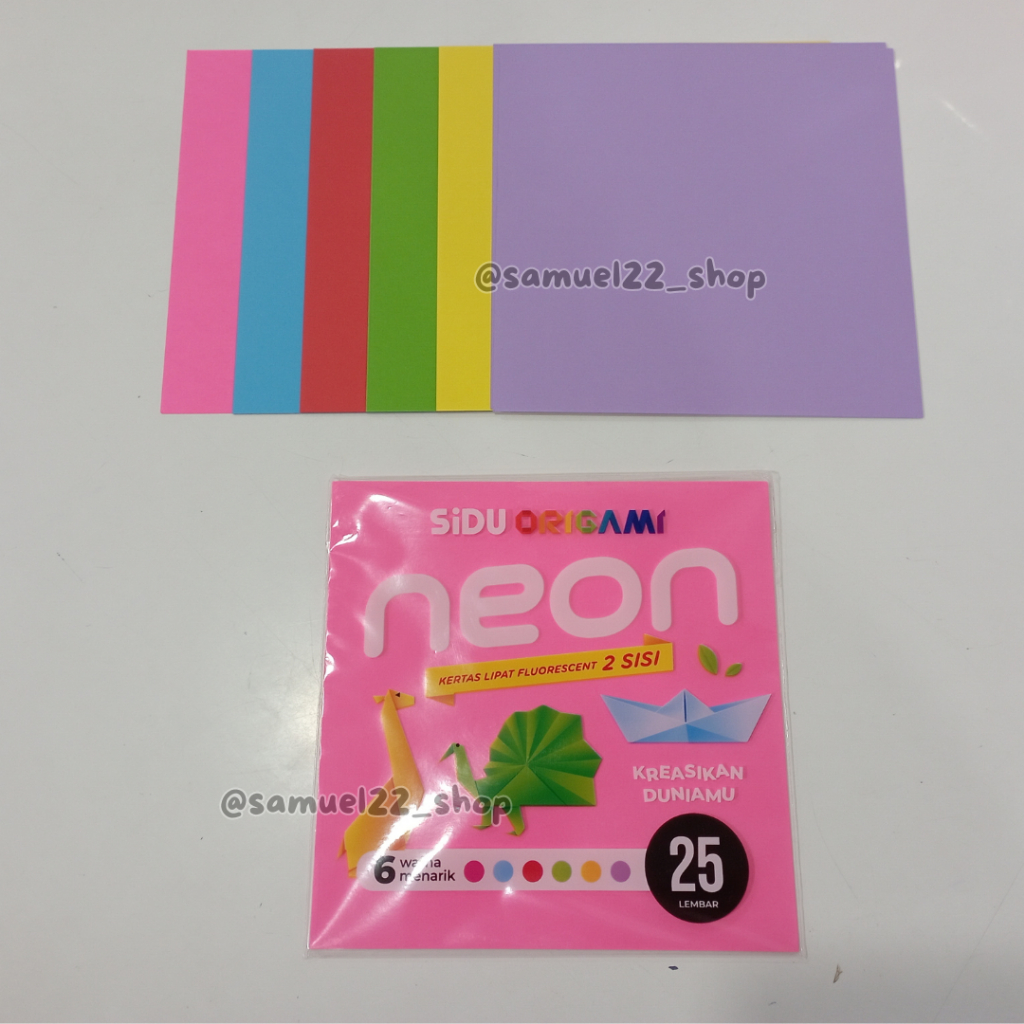 @samuel22_shop
SiDU ORIGAMI
neon
KERTAS LIPAT FLUORESCENT 2 SISI
KREASIKAN
DUNIAMU
@samuel22_shop
6 warna
menarik
25
LEMBAR